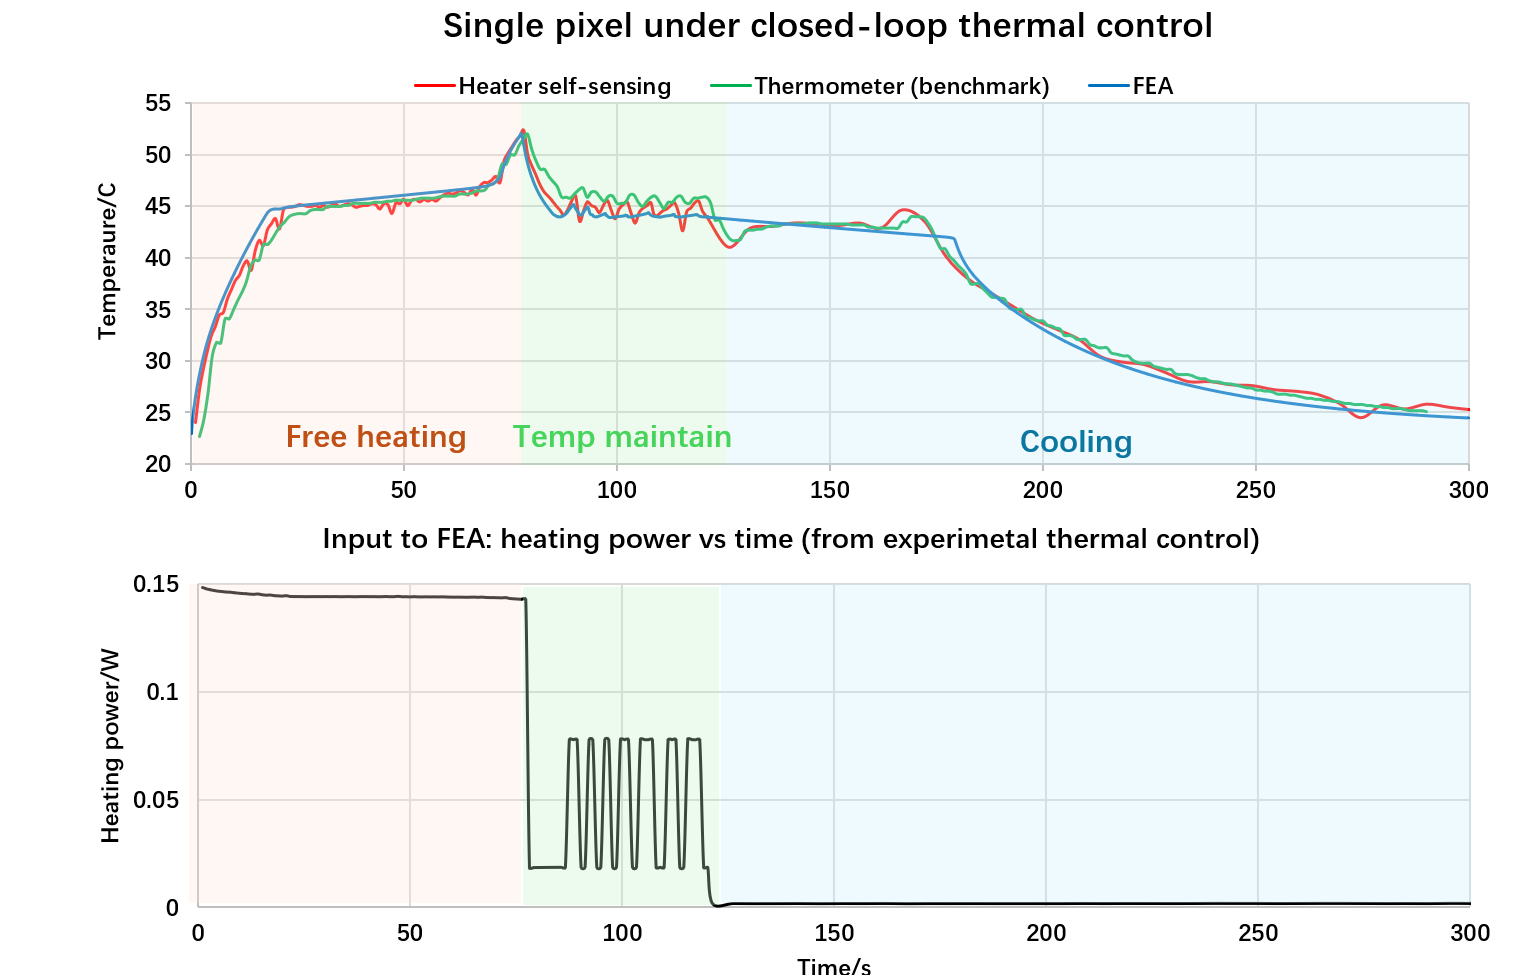 Single pixel under closed-loop thermal control
Heater self-sensing Thermometer (benchmark) FEA
55
50
45
40
35
30
25
20
Temperaure/C
Free heating Temp maintain Cooling
0 50 100 150 200 250 300
Input to FEA: heating power vs time (from experimetal thermal control)
0.15
0.1
0.05
0
Heating power/W
0 50 100 150 200 250 300
Time/s